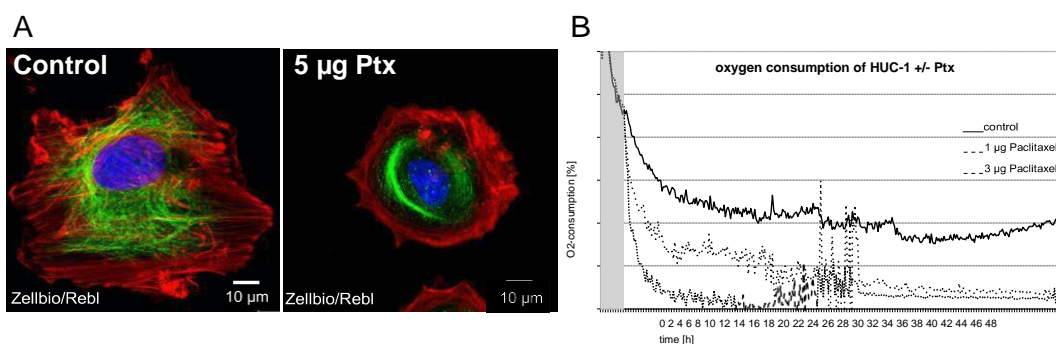 A
Control
Zellbio/Rebl
10 µm
5 µg Ptx
Zellbio/Rebl
10 µm
B
oxygen consumption of HUC-1 +/- Ptx
control
1 µg Paclitaxel
3 µg Paclitaxel
O2-consumption [%]
0 2 4 6 8 10 12 14 16 18 20 22 24 26 28 30 32 34 36 38 40 42 44 46 48
time [h]